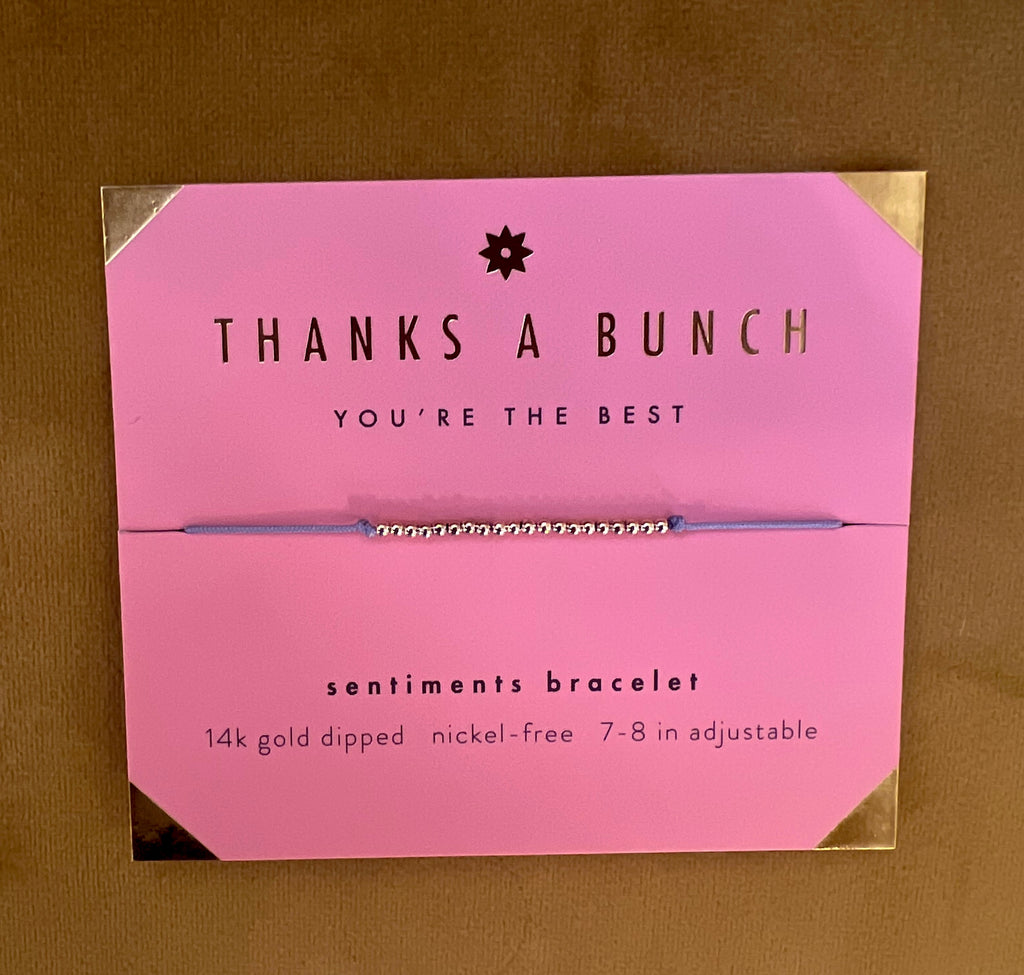 THANKS A BUNCH
YOU'RE THE BEST
sentiments bracelet
14k gold dipped nickel-free 7-8 in adjustable